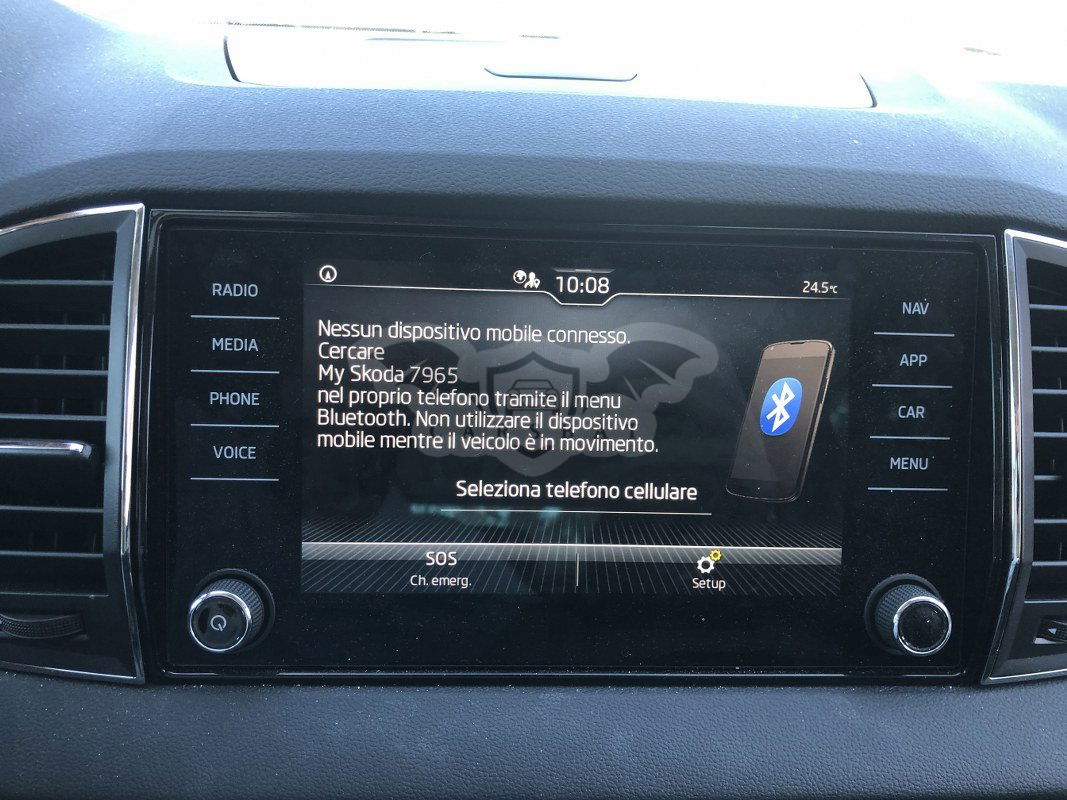 RADIO
MEDIA
PHONE
VOICE
10:08
24.5°C
Nessun dispositivo mobile connesso.
Cercare
My Skoda 7965
nel proprio telefono tramite il menu
Bluetooth. Non utilizzare il dispositivo
mobile mentre il veicolo è in movimento.
Seleziona telefono cellulare
SOS
Ch. emerg.
Setup
NAV
APP
CAR
MENU